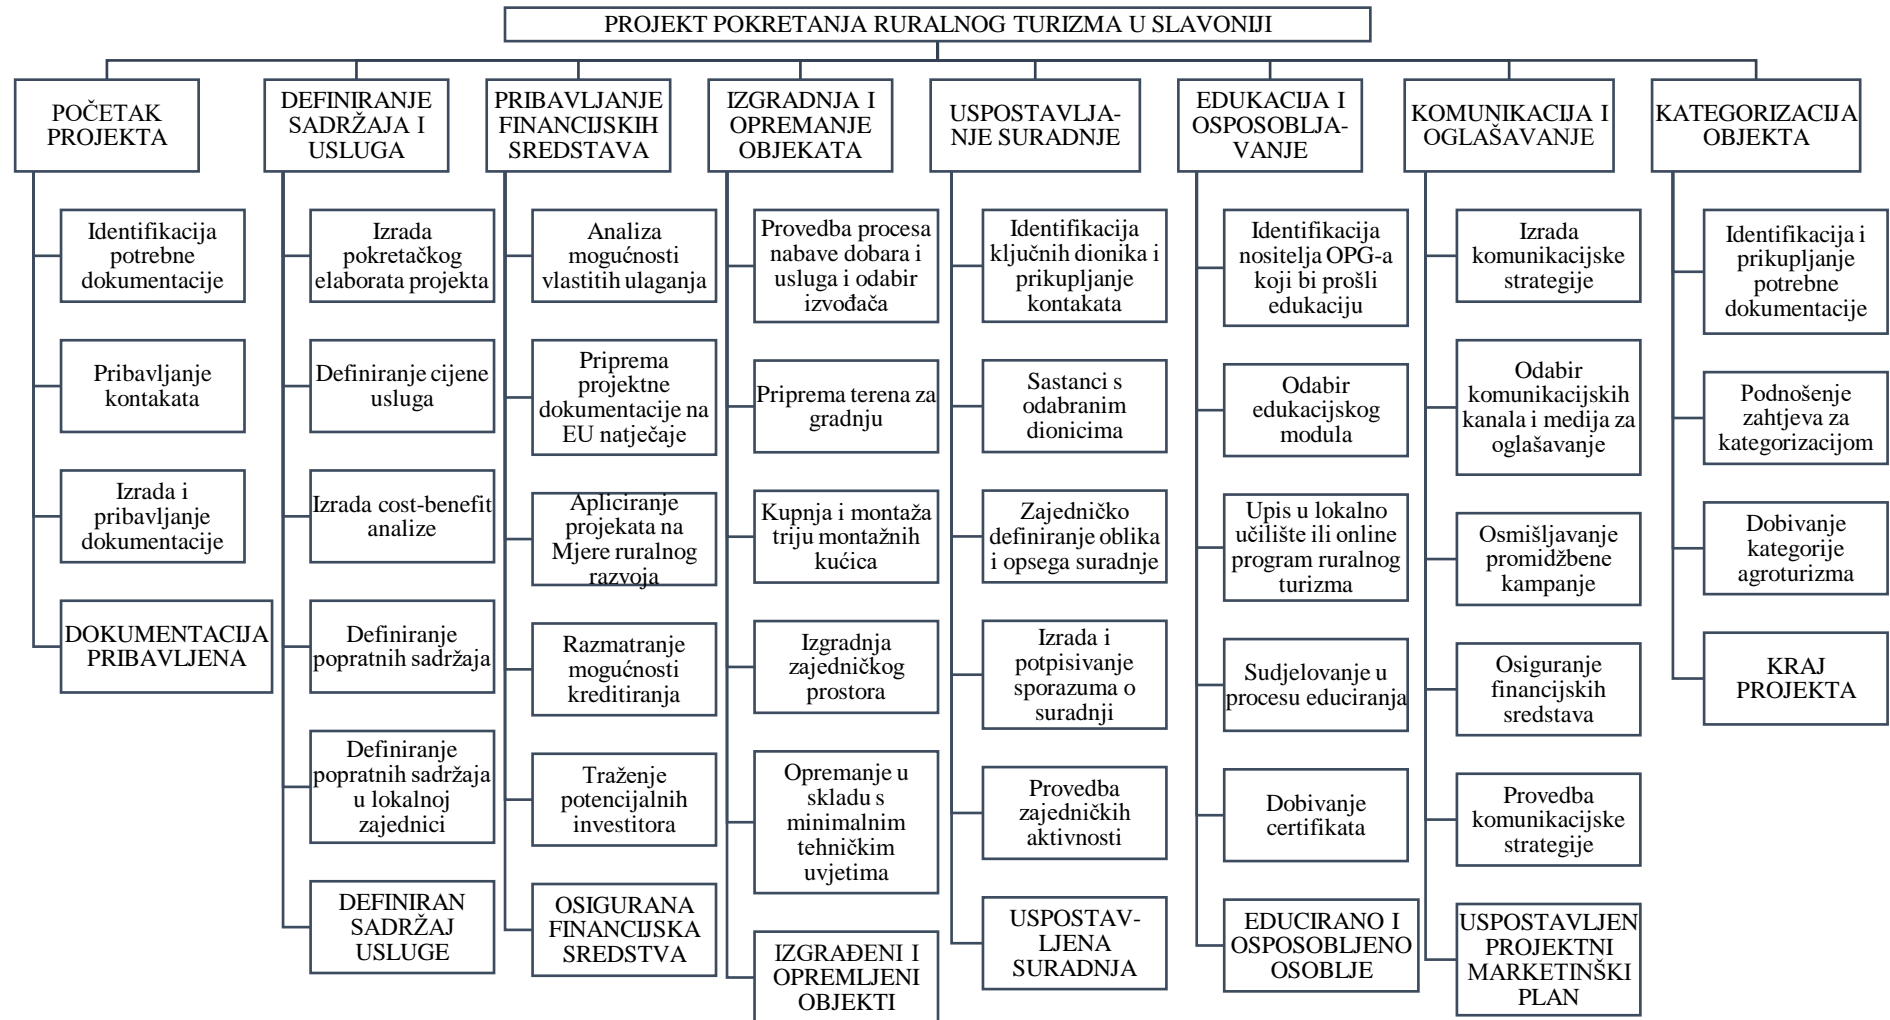 PROJEKT POKRETANJA RURALNOG TURIZMA U SLAVONIJI
POČETAK
PROJEKTA
Identifikacija
potrebne
dokumentacije
Pribavljanje
kontakata
Izrada i
pribavljanje
dokumentacije
DOKUMENTACIJA
PRIBAVLJENA
DEFINIRANJE
SADRŽAJA I
USLUGA
Izrada
pokretačkog
elaborata projekta
Definiranje cijene
usluga
Izrada cost-benefit
analize
Definiranje
popratnih sadržaja
Definiranje
popratnih sadržaja
u lokalnoj
zajednici
DEFINIRAN
SADRŽAJ
USLUGE
PRIBAVLJANJE
FINANCIJSKIH
SREDSTAVA
Analiza
mogućnosti
vlastitih ulaganja
Priprema
projektne
dokumentacije na
EU natječaje
Apliciranje
projekata na
Mjere ruralnog
razvoja
Razmatranje
mogućnosti
kreditiranja
Traženje
potencijalnih
investitora
OSIGURANA
FINANCIJSKA
SREDSTVA
IZGRADNJA I
OPREMANJE
OBJEKATA
Provedba procesa
nabave dobara i
usluga i odabir
izvođača
Priprema terena za
gradnju
Kupnja i montaža
triju montažnih
kućica
Izgradnja
zajedničkog
prostora
Opremanje u
skladu s
minimalnim
tehničkim
uvjetima
IZGRAĐENI I
OPREMLJENI
OBJEKTI
USPOSTAVLJA-
NJE SURADNJE
Identifikacija
ključnih dionika i
prikupljanje
kontakata
Sastanci s
odabranim
dionicima
Zajedničko
definiranje oblika
i opsega suradnje
Izrada i
potpisivanje
sporazuma o
suradnji
Provedba
zajedničkih
aktivnosti
USPOSTAV-
LJENA
SURADNJA
EDUKACIJA I
OSPOSOBLJA-
VANJE
Identifikacija
nositelja OPG-a
koji bi prošli
edukaciju
Odabir
edukacijskog
modula
Upis u lokalno
učilište ili online
program ruralnog
turizma
Sudjelovanje u
procesu educiranja
Dobivanje
certifikata
EDUCIRANO I
OSPOSOBLJENO
OSOBLJE
KOMUNIKACIJA I
OGLAŠAVANJE
Izrada
komunikacijske
strategije
Odabir
komunikacijskih
kanala i medija za
oglašavanje
Osmišljavanje
promidžbene
kampanje
Osiguranje
financijskih
sredstava
Provedba
komunikacijske
strategije
USPOSTAVLJEN
PROJEKTNI
MARKETINŠKI
PLAN
KATEGORIZACIJA
OBJEKTA
Identifikacija i
prikupljanje
potrebne
dokumentacije
Podnošenje
zahtjeva za
kategorizacijom
Dobivanje
kategorije
agroturizma
KRAJ
PROJEKTA